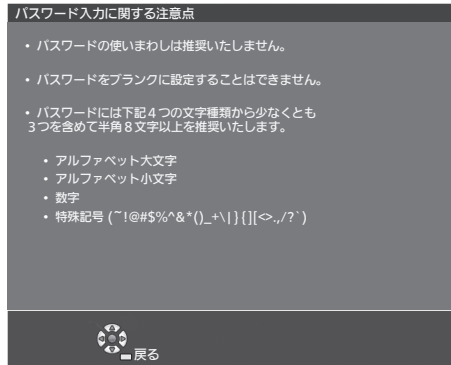 パスワード入力に関する注意点
• パスワードの使いまわしは推奨いたしません。
• パスワードをブランクに設定することはできません。
• パスワードには下記４つの文字種類から少なくとも
3つを含めて半角８文字以上を推奨いたします。
• アルファベット大文字
• アルファベット小文字
• 数字
• 特殊記号 (~!@#$%^&*()_+\|}{][<>.,/?`)
戻る